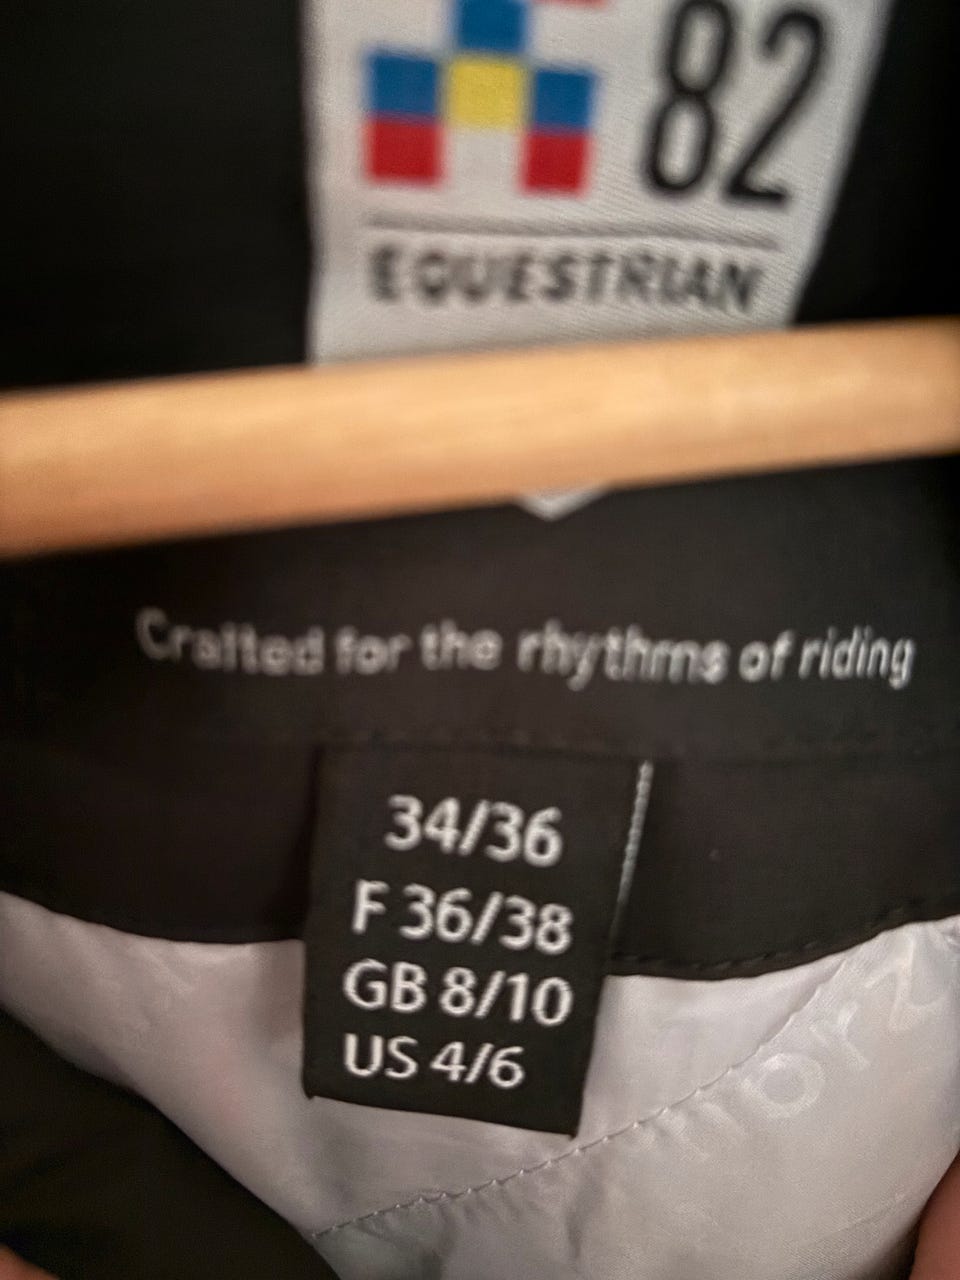 82
EQUESTRIAN
Crafted for the rhythms of riding
34/36
F 36/38
GB 8/10
US 4/6